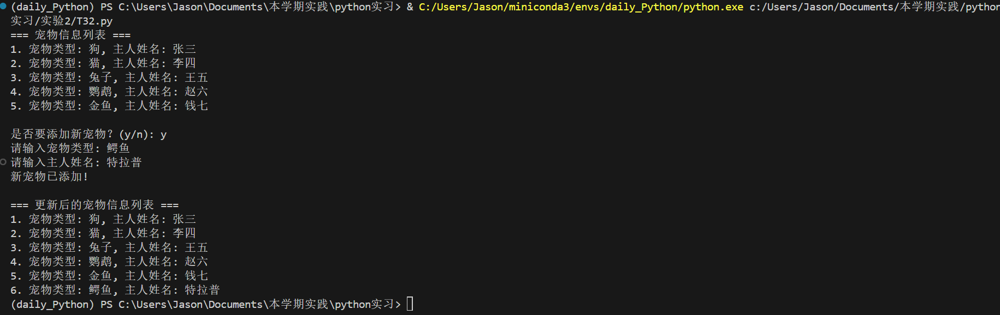 (daily_Python) PS C:\Users\Jason\Documents\本学期实践\python实习> & C:/Users/Jason/miniconda3/envs/daily_Python/python.exe c:/Users/Jason/Documents/本学期实践/python
实习/实验2/T32.py
=== 宠物信息列表 ===
1. 宠物类型: 狗, 主人姓名: 张三
2. 宠物类型: 猫, 主人姓名: 李四
3. 宠物类型: 兔子, 主人姓名: 王五
4. 宠物类型: 鹦鹉, 主人姓名: 赵六
5. 宠物类型: 金鱼, 主人姓名: 钱七
是否要添加新宠物? (y/n): y
请输入宠物类型: 鳄鱼
请输入主人姓名: 特拉普
新宠物已添加!
=== 更新后的宠物信息列表 ===
1. 宠物类型: 狗, 主人姓名: 张三
2. 宠物类型: 猫, 主人姓名: 李四
3. 宠物类型: 兔子, 主人姓名: 王五
4. 宠物类型: 鹦鹉, 主人姓名: 赵六
5. 宠物类型: 金鱼, 主人姓名: 钱七
6. 宠物类型: 鳄鱼, 主人姓名: 特拉普
(daily_Python) PS C:\Users\Jason\Documents\本学期实践\python实习>